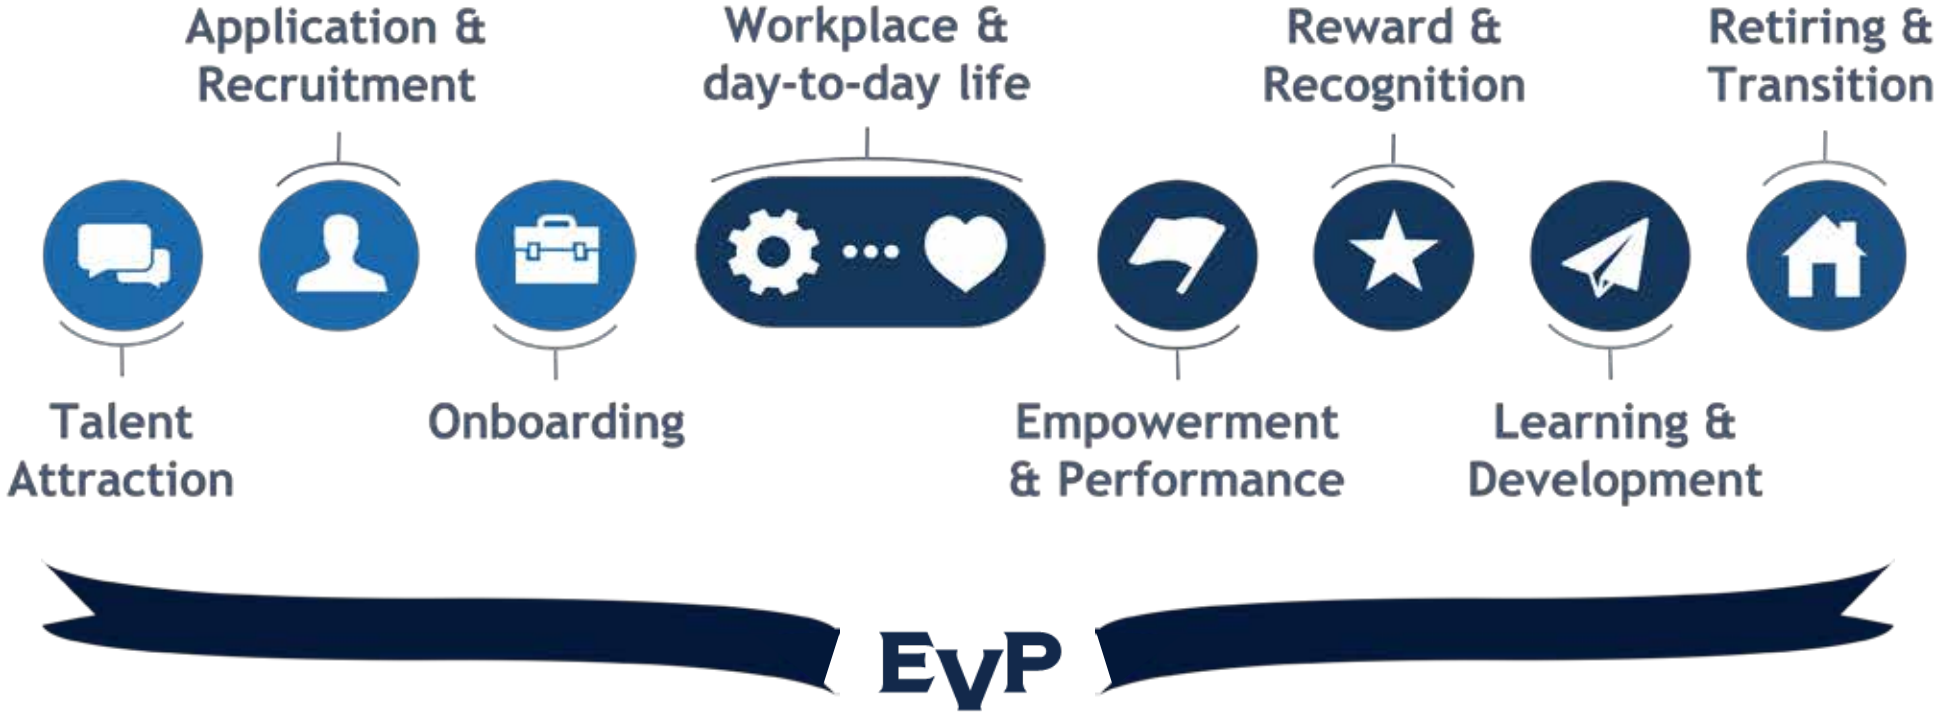 Application &
Recruitment
Workplace &
day-to-day life
Reward &
Recognition
Retiring &
Transition
Talent
Attraction
Onboarding
Empowerment
& Performance
Learning &
Development
EVP